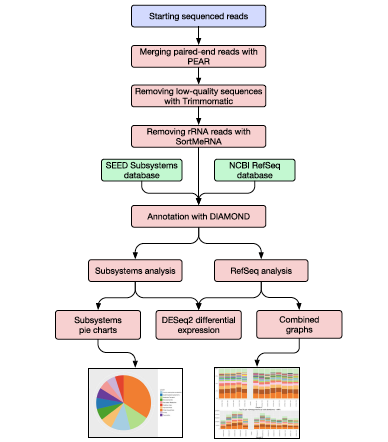 Starting sequenced reads
Merging paired-end reads with
PEAR
Removing low-quality sequences
with Trimmomatic
Removing rRNA reads with
SortMeRNA
SEED Subsystems
database
NCBI RefSeq
database
Annotation with DIAMOND
Subsystems analysis
RefSeq analysis
Subsystems
pie charts
DESeq2 differential
expression
Combined
graphs